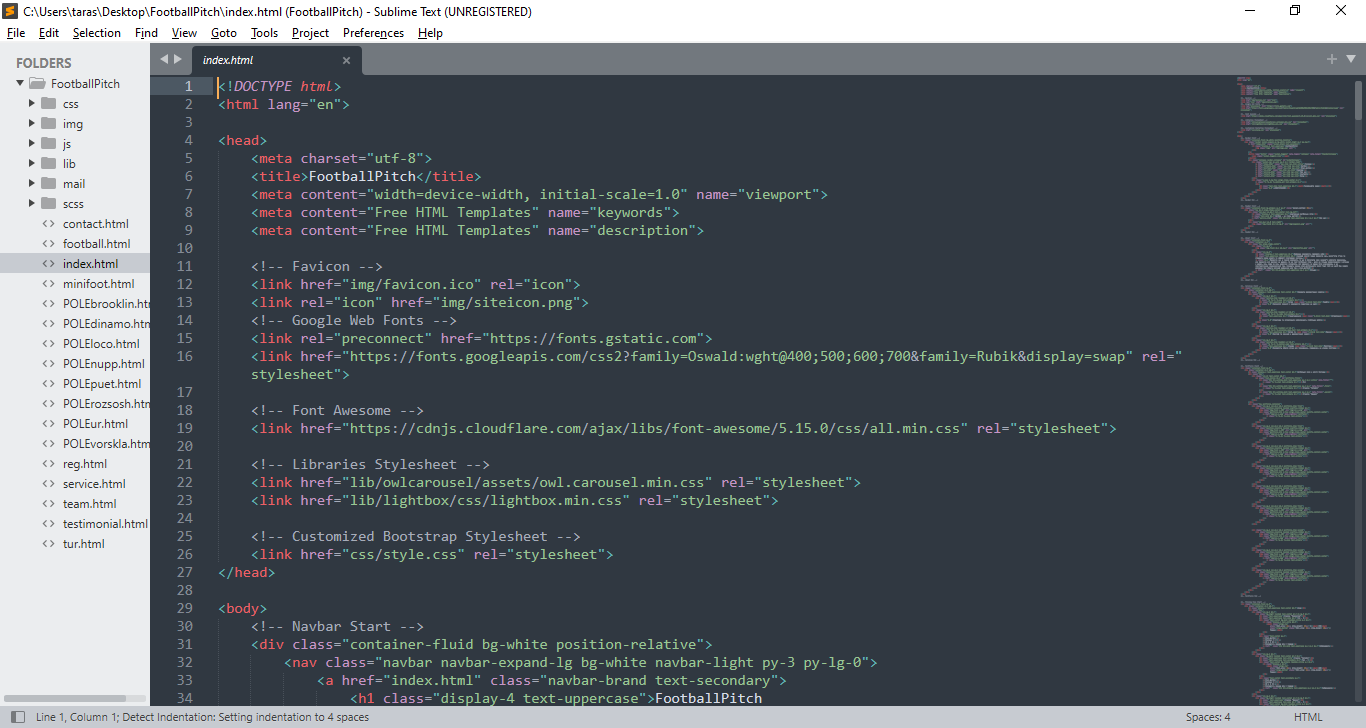 C:\Users\taras\Desktop\FootballPitch\index.html (FootballPitch) - Sublime Text (UNREGISTERED)
File Edit Selection Find View Goto Tools Project Preferences Help
FOLDERS
FootballPitch
css
img
js
lib
mail
scss
contact.html
football.html
index.html
minifoot.html
POLEbrooklin.htm
POLEdinamo.htm
POLEloco.html
POLEnupp.html
POLEpuet.html
POLErozsosh.htm
POLEur.html
POLEvorskla.htm
reg.html
service.html
team.html
testimonial.html
tur.html
index.html
1 <!DOCTYPE html>
2 <html lang="en">
3
4 <head>
5 <meta charset="utf-8">
6 <title>FootballPitch</title>
7 <meta content="width=device-width, initial-scale=1.0" name="viewport">
8 <meta content="Free HTML Templates" name="keywords">
9 <meta content="Free HTML Templates" name="description">
10
11 <!-- Favicon -->
12 <link href="img/favicon.ico" rel="icon">
13 <link rel="icon" href="img/siteicon.png">
14 <!-- Google Web Fonts -->
15 <link rel="preconnect" href="https://fonts.gstatic.com">
16 <link href="https://fonts.googleapis.com/css2?family=Oswald:wght@400;500;600;700&family=Rubik&display=swap" rel="
stylesheet">
17
18 <!-- Font Awesome -->
19 <link href="https://cdnjs.cloudflare.com/ajax/libs/font-awesome/5.15.0/css/all.min.css" rel="stylesheet">
20
21 <!-- Libraries Stylesheet -->
22 <link href="lib/owlcarousel/assets/owl.carousel.min.css" rel="stylesheet">
23 <link href="lib/lightbox/css/lightbox.min.css" rel="stylesheet">
24
25 <!-- Customized Bootstrap Stylesheet -->
26 <link href="css/style.css" rel="stylesheet">
27 </head>
28
29 <body>
30 <!-- Navbar Start -->
31 <div class="container-fluid bg-white position-relative">
32 <nav class="navbar navbar-expand-lg bg-white navbar-light py-3 py-lg-0">
33 <a href="index.html" class="navbar-brand text-secondary">
34 <h1 class="display-4 text-uppercase">FootballPitch
Line 1, Column 1; Detect Indentation: Setting indentation to 4 spaces
Spaces: 4
HTML